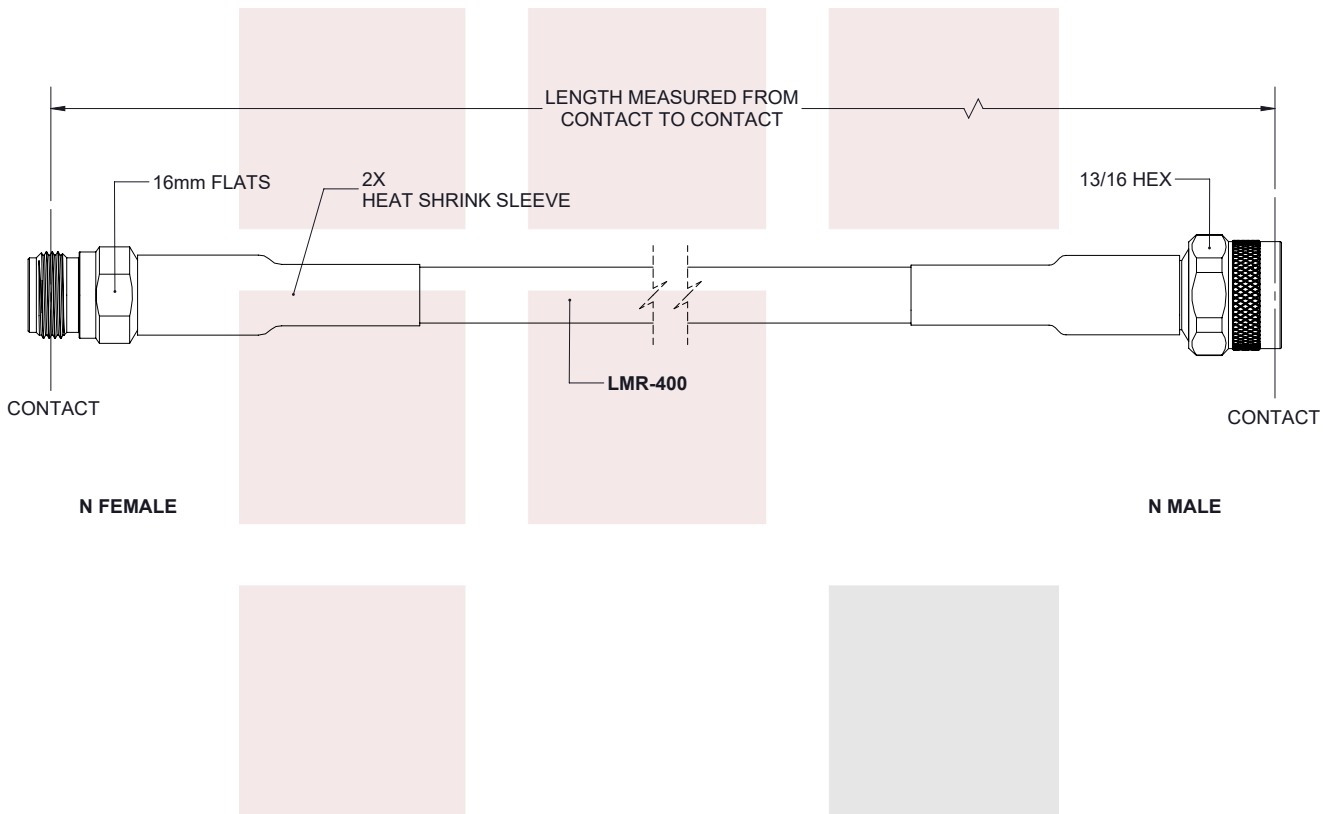 LENGTH MEASURED FROM
CONTACT TO CONTACT
16mm FLATS
2X
HEAT SHRINK SLEEVE
13/16 HEX
LMR-400
CONTACT
CONTACT
N FEMALE
N MALE